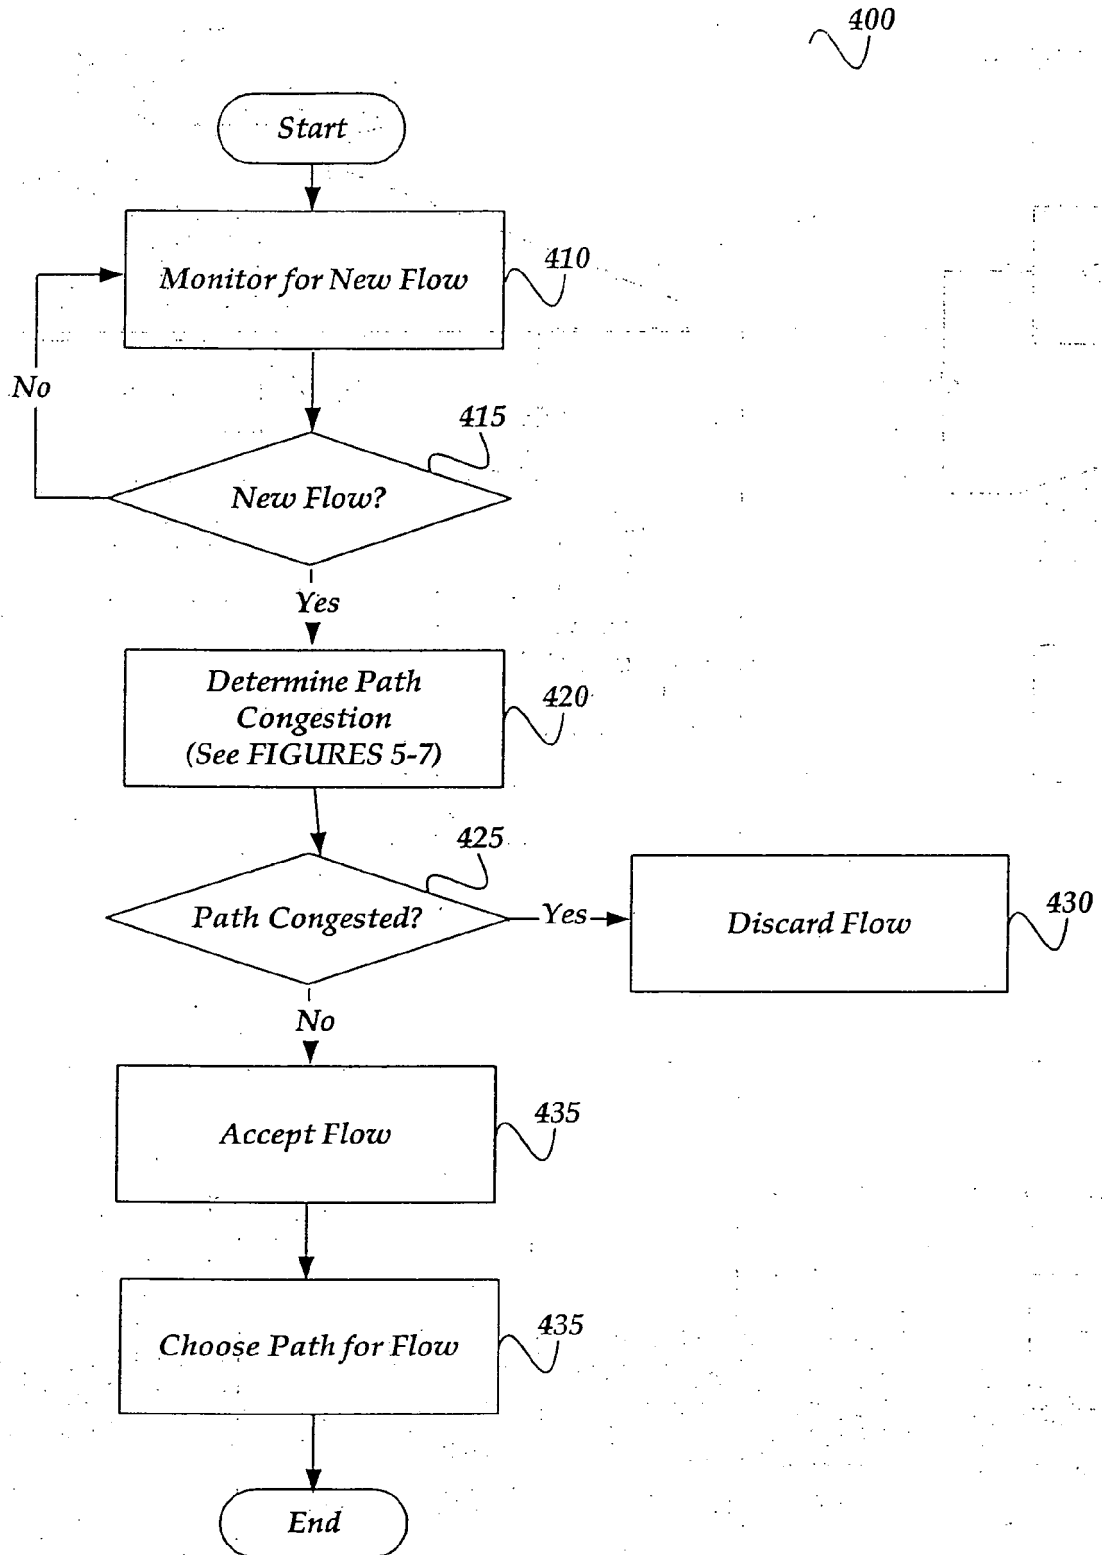 400
Start
Monitor for New Flow
410
No
415
New Flow?
Yes
Determine Path
Congestion
(See FIGURES 5-7)
420
425
Path Congested?
Yes
Discard Flow
430
No
Accept Flow
435
Choose Path for Flow
435
End